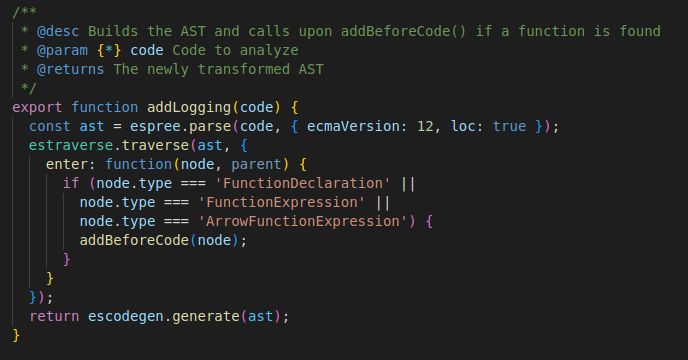 /**
 * @desc Builds the AST and calls upon addBeforeCode() if a function is found
 * @param {*} code Code to analyze
 * @returns The newly transformed AST
 */
export function addLogging(code) {
  const ast = espree.parse(code, { ecmaVersion: 12, loc: true });
  estraverse.traverse(ast, {
    enter: function(node, parent) {
      if (node.type === 'FunctionDeclaration' ||
        node.type === 'FunctionExpression' ||
        node.type === 'ArrowFunctionExpression') {
        addBeforeCode(node);
      }
    }
  });
  return escodegen.generate(ast);
}